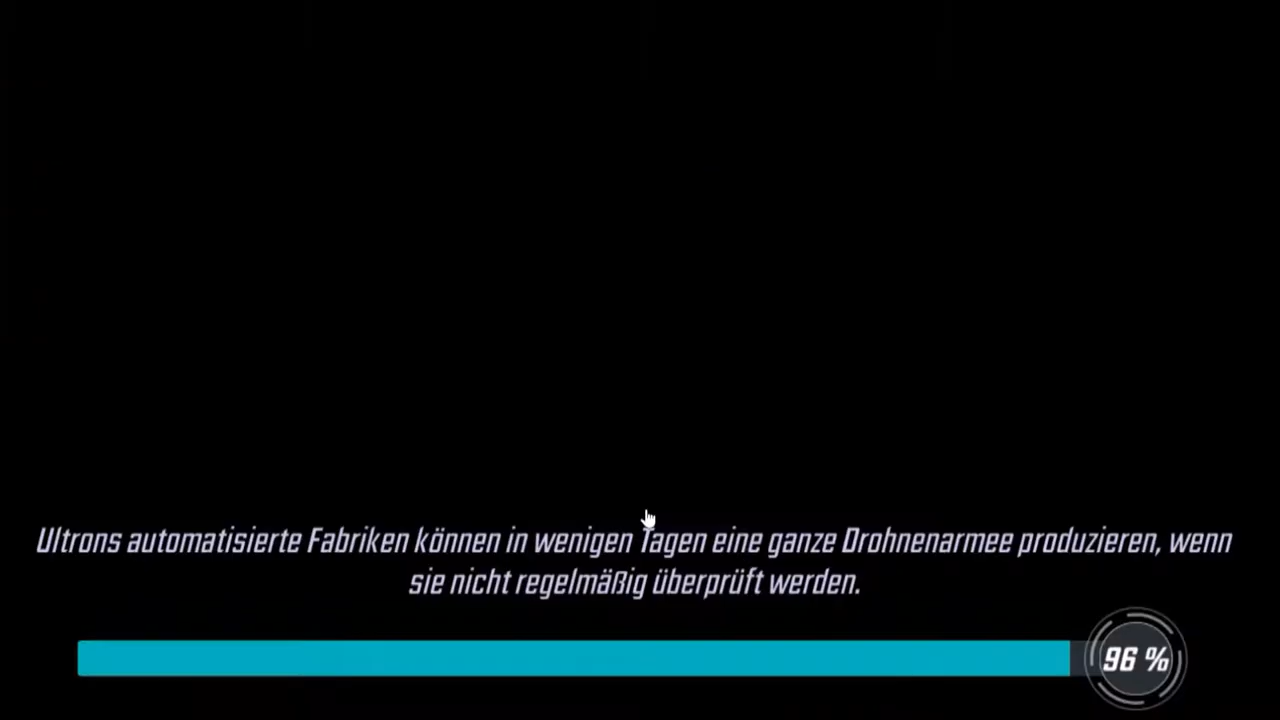 Ultrons automatisierte Fabriken können in wenigen Tagen eine ganze Drohnenarmee produzieren, wenn
sie nicht regelmäßig überprüft werden.
96 %